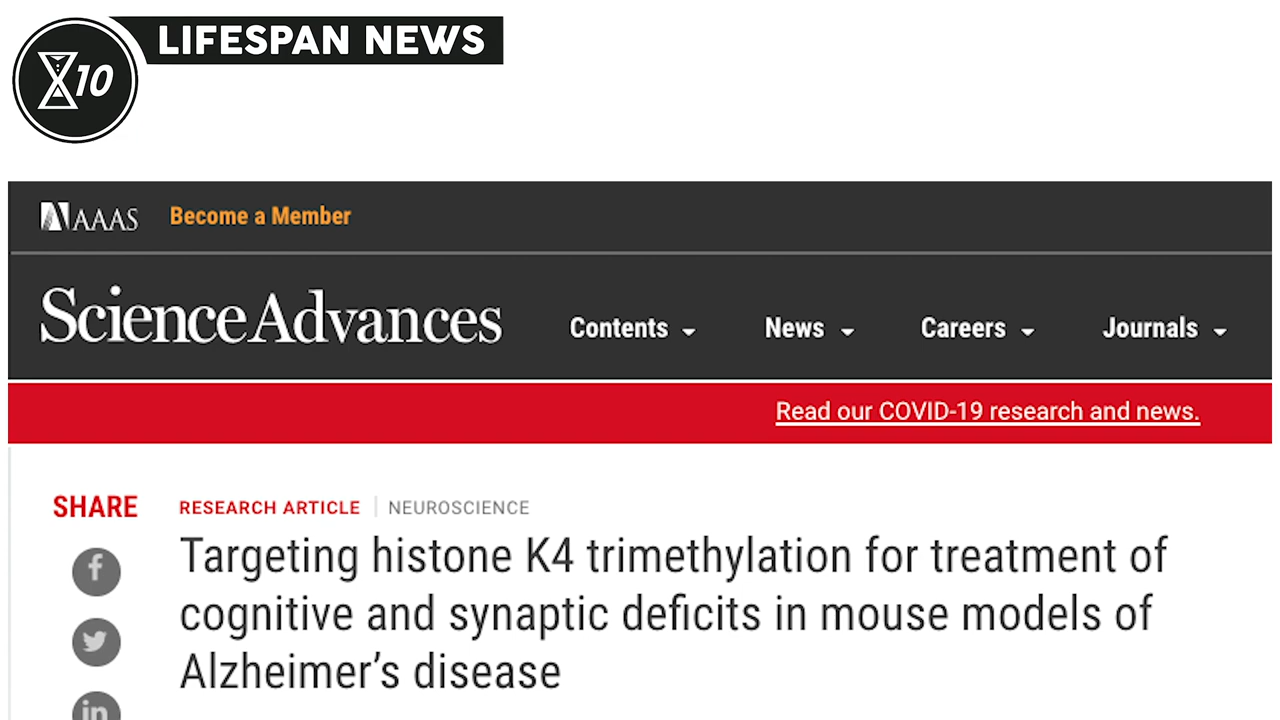 LIFESPAN NEWS
X10
AAAS
Become a Member
ScienceAdvances
Contents
News
Careers
Journals
Read our COVID-19 research and news.
SHARE
RESEARCH ARTICLE | NEUROSCIENCE
Targeting histone K4 trimethylation for treatment of
cognitive and synaptic deficits in mouse models of
Alzheimer’s disease
f
in